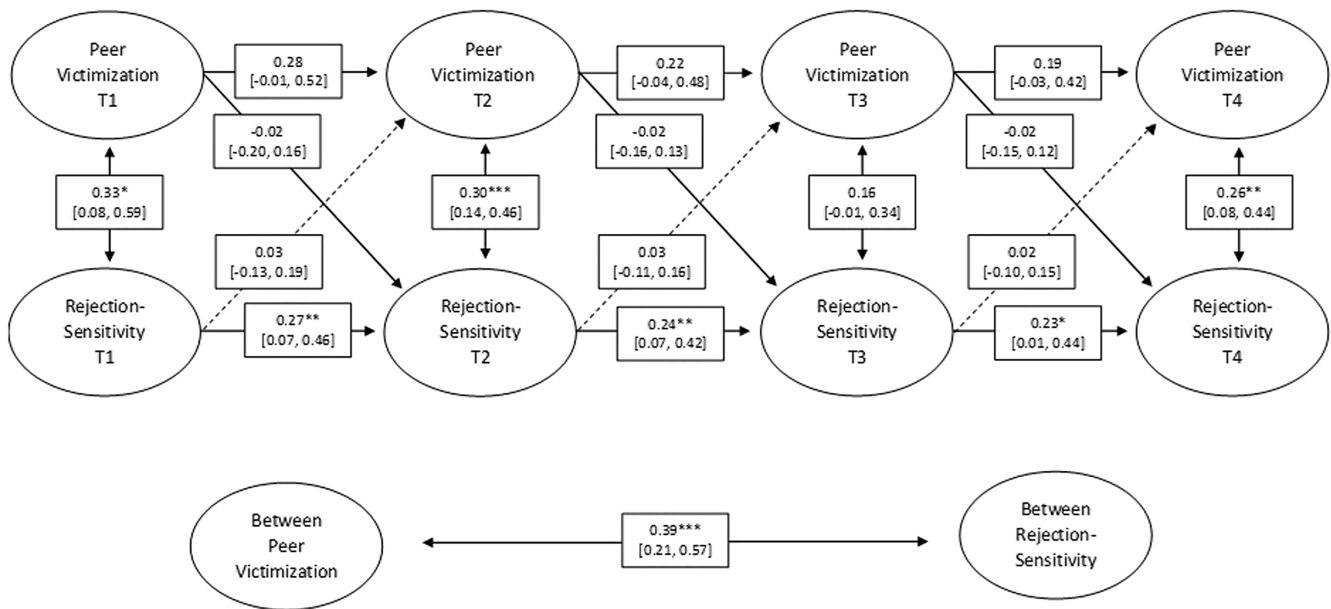 Peer
Victimization
T1
0.28
[-0.01, 0.52]
Peer
Victimization
T2
0.22
[-0.04, 0.48]
Peer
Victimization
T3
0.19
[-0.03, 0.42]
Peer
Victimization
T4
-0.02
[-0.20, 0.16]
-0.02
[-0.16, 0.13]
-0.02
[-0.15, 0.12]
0.33*
[0.08, 0.59]
0.30***
[0.14, 0.46]
0.16
[-0.01, 0.34]
0.26**
[0.08, 0.44]
0.03
[-0.13, 0.19]
0.03
[-0.11, 0.16]
0.02
[-0.10, 0.15]
Rejection-
Sensitivity
T1
0.27**
[0.07, 0.46]
Rejection-
Sensitivity
T2
0.24**
[0.07, 0.42]
Rejection-
Sensitivity
T3
0.23*
[0.01, 0.44]
Rejection-
Sensitivity
T4
Between
Peer
Victimization
0.39***
[0.21, 0.57]
Between
Rejection-
Sensitivity